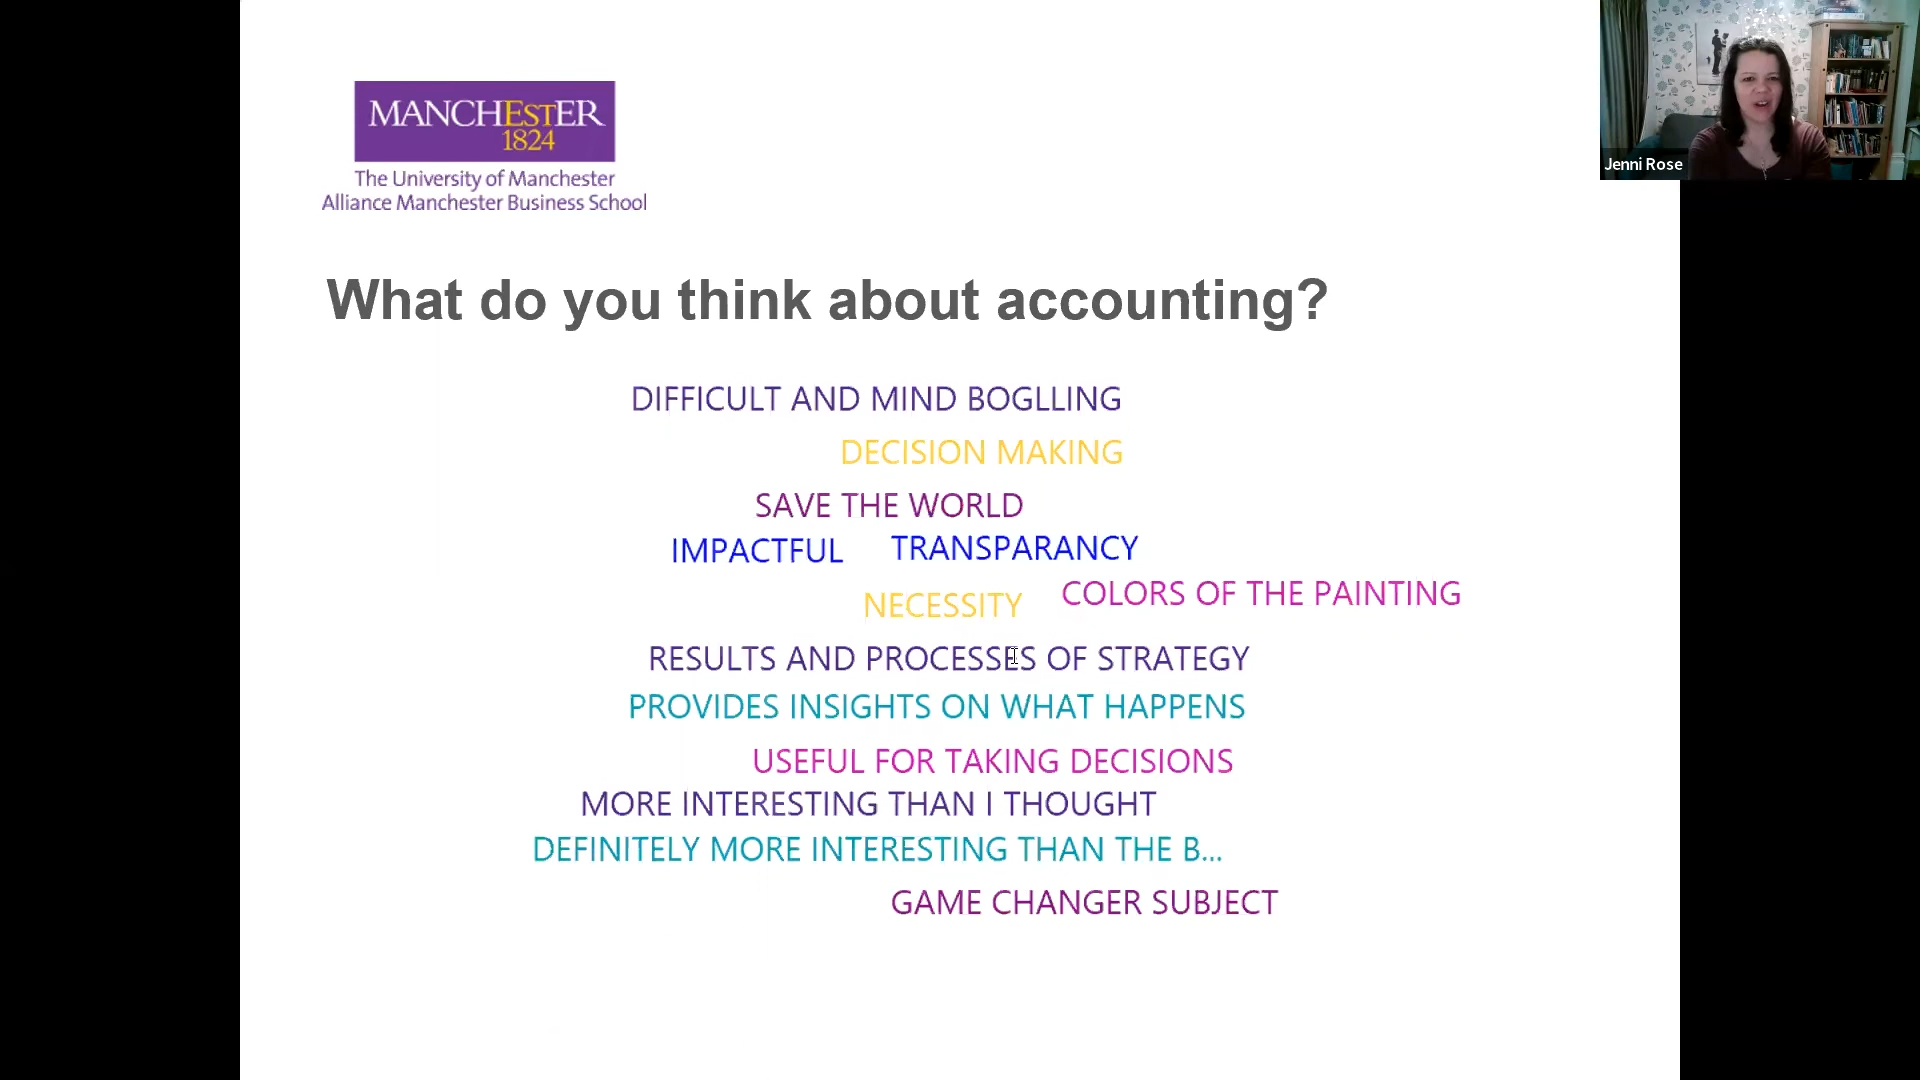 MANCHESTER
1824
The University of Manchester
Alliance Manchester Business School
Jenni Rose
What do you think about accounting?
DIFFICULT AND MIND BOGLLING
DECISION MAKING
SAVE THE WORLD
IMPACTFUL TRANSPARANCY
NECESSITY COLORS OF THE PAINTING
RESULTS AND PROCESSES OF STRATEGY
PROVIDES INSIGHTS ON WHAT HAPPENS
USEFUL FOR TAKING DECISIONS
MORE INTERESTING THAN I THOUGHT
DEFINITELY MORE INTERESTING THAN THE B...
GAME CHANGER SUBJECT